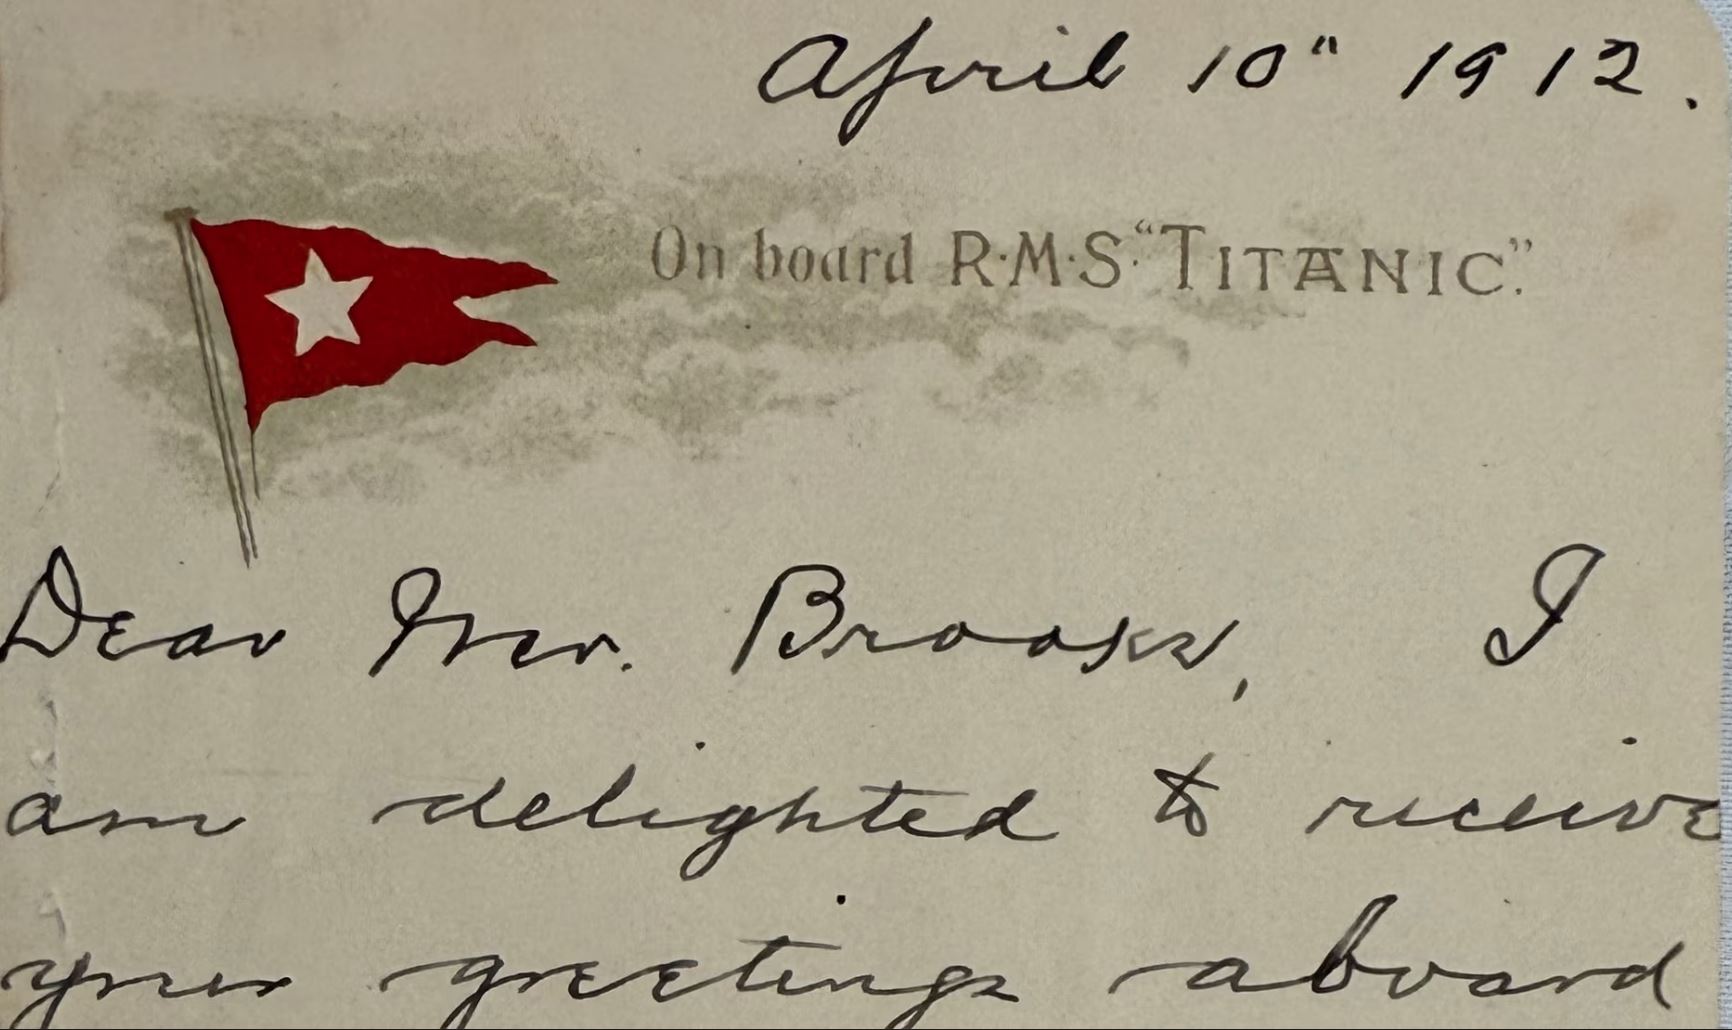 April 10" 1912.
On board R·M·S· "TITANIC."
Dear Mr. Brooks, I
am delighted to receive
your greetings aboard